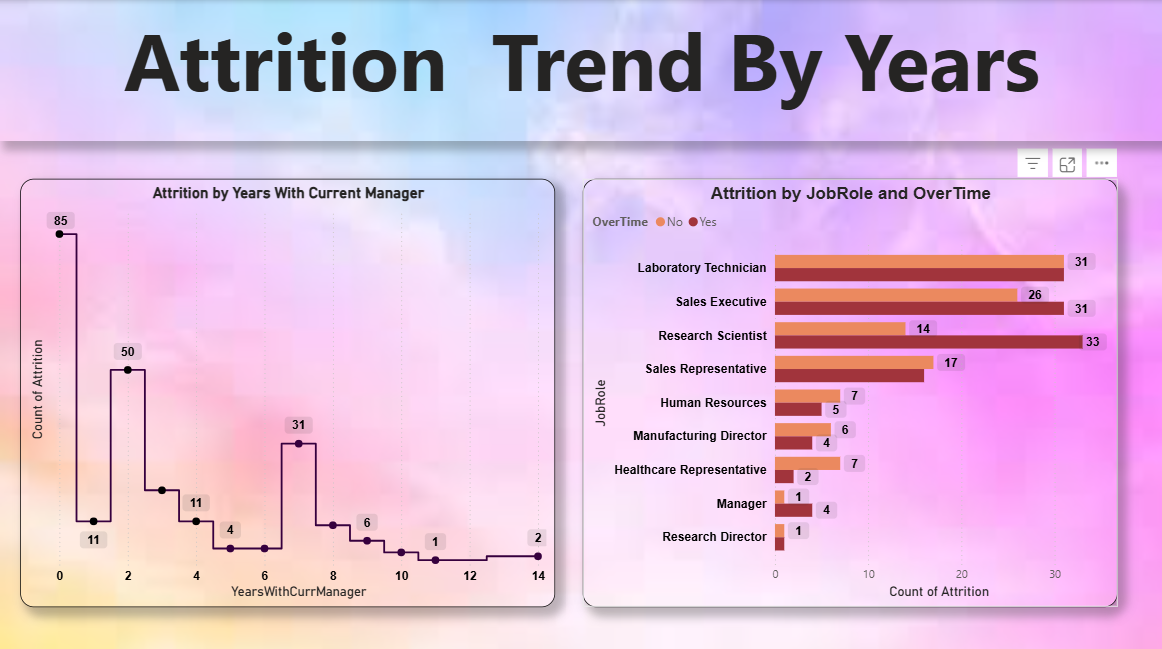 Attrition  Trend By Years
Attrition by Years With Current Manager
85
50
31
11
11
4
6
1
2
Count of Attrition
0 2 4 6 8 10 12 14
YearsWithCurrManager
Attrition by JobRole and OverTime
OverTime No Yes
JobRole
Laboratory Technician 31
Sales Executive 26
31
Research Scientist 14
33
Sales Representative 17
Human Resources 7
5
Manufacturing Director 6
4
Healthcare Representative 7
2
Manager 1
4
Research Director 1
0 10 20 30
Count of Attrition